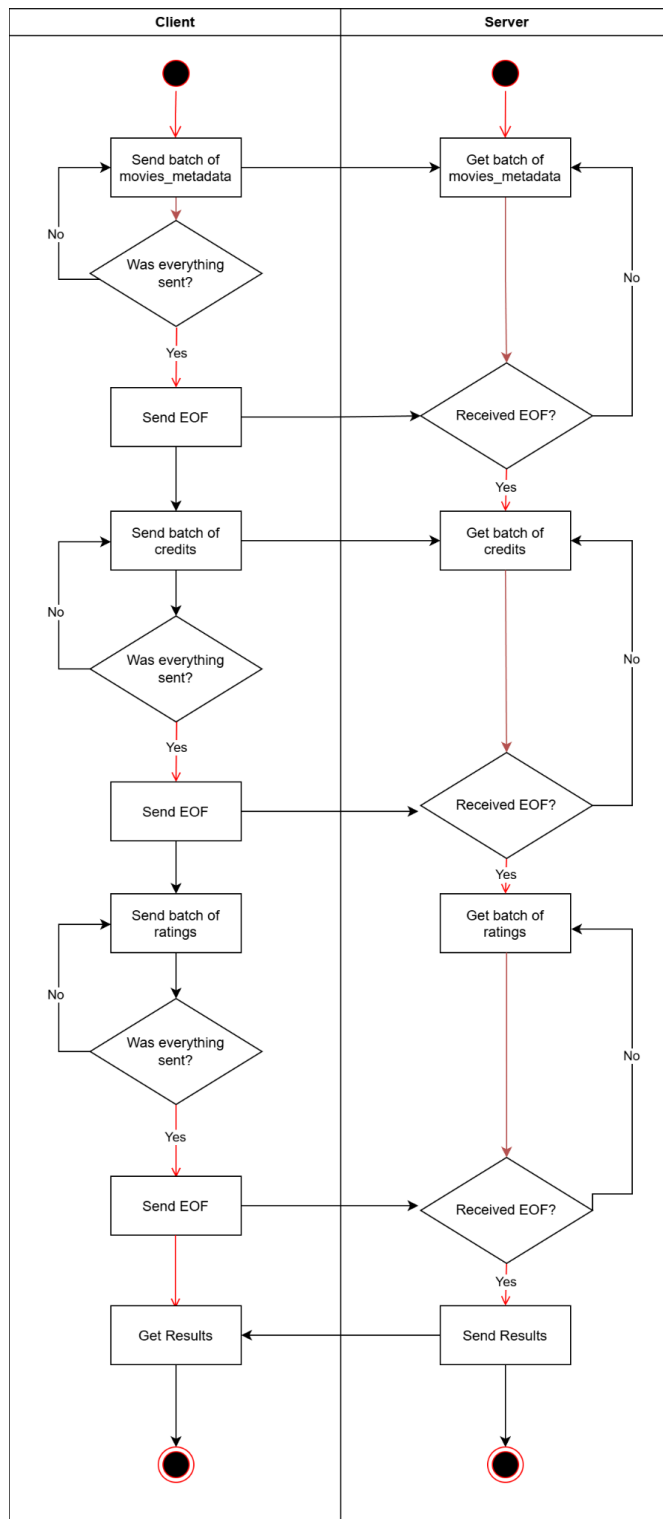 Client
Server
Send batch of
movies_metadata
Get batch of
movies_metadata
No
No
Was everything
sent?
Yes
Send EOF
Received EOF?
Yes
Send batch of
credits
Get batch of
credits
No
No
Was everything
sent?
Yes
Send EOF
Received EOF?
Yes
Send batch of
ratings
Get batch of
ratings
No
No
Was everything
sent?
Yes
Send EOF
Received EOF?
Yes
Get Results
Send Results